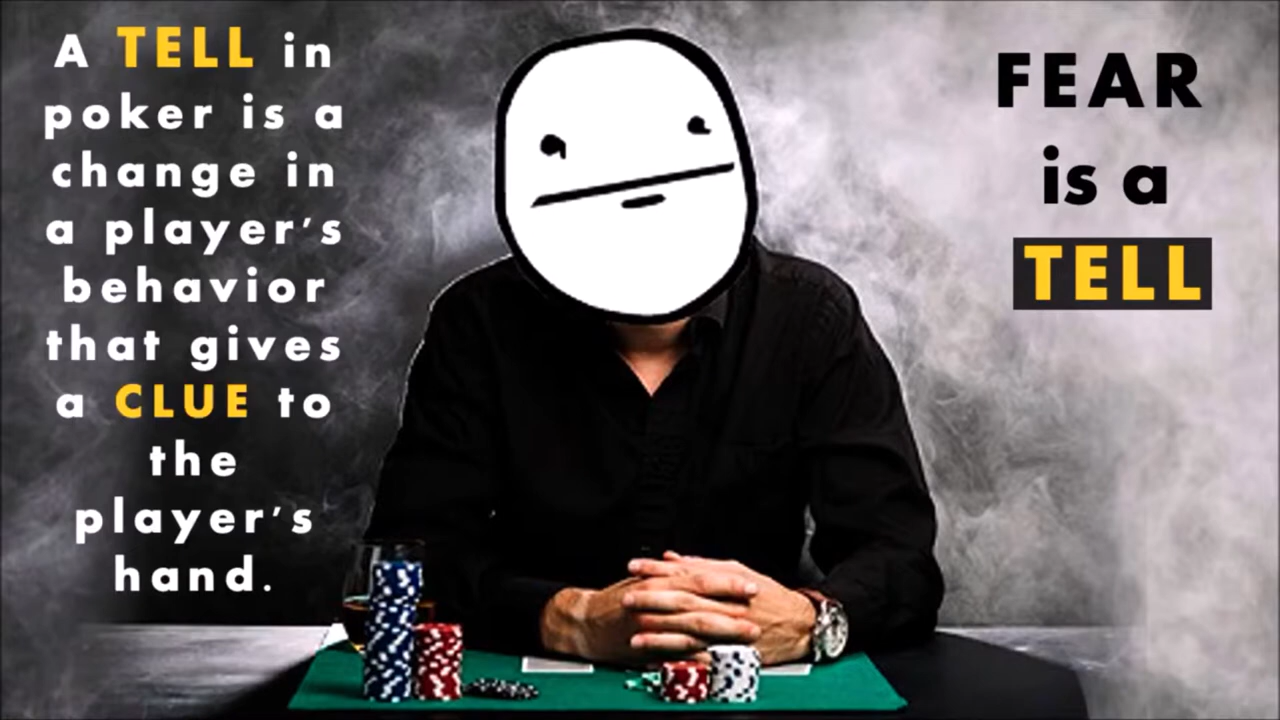 A TELL in
poker is a
change in
a player's
behavior
that gives
a CLUE to
the
player's
hand.
FEAR
is a
TELL